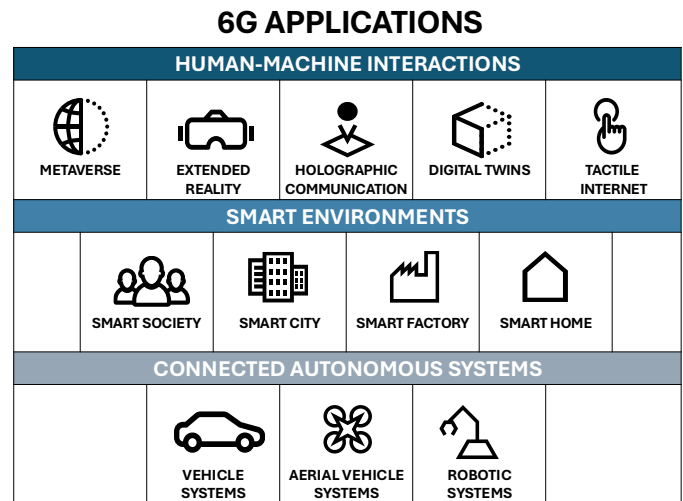 6G APPLICATIONS
HUMAN-MACHINE INTERACTIONS
METAVERSE
EXTENDED
REALITY
HOLOGRAPHIC
COMMUNICATION
DIGITAL TWINS
TACTILE
INTERNET
SMART ENVIRONMENTS
SMART SOCIETY
SMART CITY
SMART FACTORY
SMART HOME
CONNECTED AUTONOMOUS SYSTEMS
VEHICLE
SYSTEMS
AERIAL VEHICLE
SYSTEMS
ROBOTIC
SYSTEMS